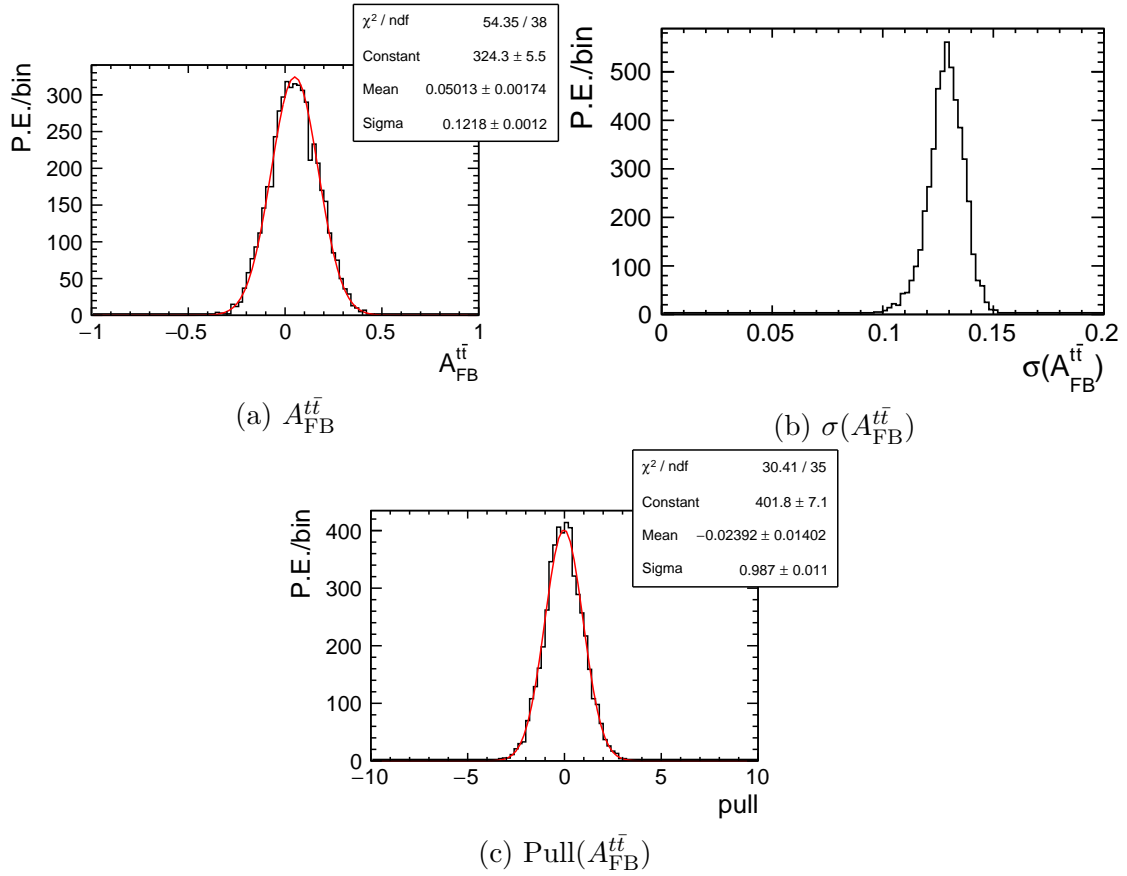 χ² / ndf 54.35 / 38
Constant 324.3 ± 5.5
Mean 0.05013 ± 0.00174
Sigma 0.1218 ± 0.0012
P.E./bin
300
250
200
150
100
50
0
−1 −0.5 0 0.5 1
A_FB^tt̄
(a) A_FB^tt̄
P.E./bin
500
400
300
200
100
0
0 0.05 0.1 0.15 0.2
σ(A_FB^tt̄)
(b) σ(A_FB^tt̄)
χ² / ndf 30.41 / 35
Constant 401.8 ± 7.1
Mean −0.02392 ± 0.01402
Sigma 0.987 ± 0.011
P.E./bin
400
300
200
100
0
−10 −5 0 5 10
pull
(c) Pull(A_FB^tt̄)